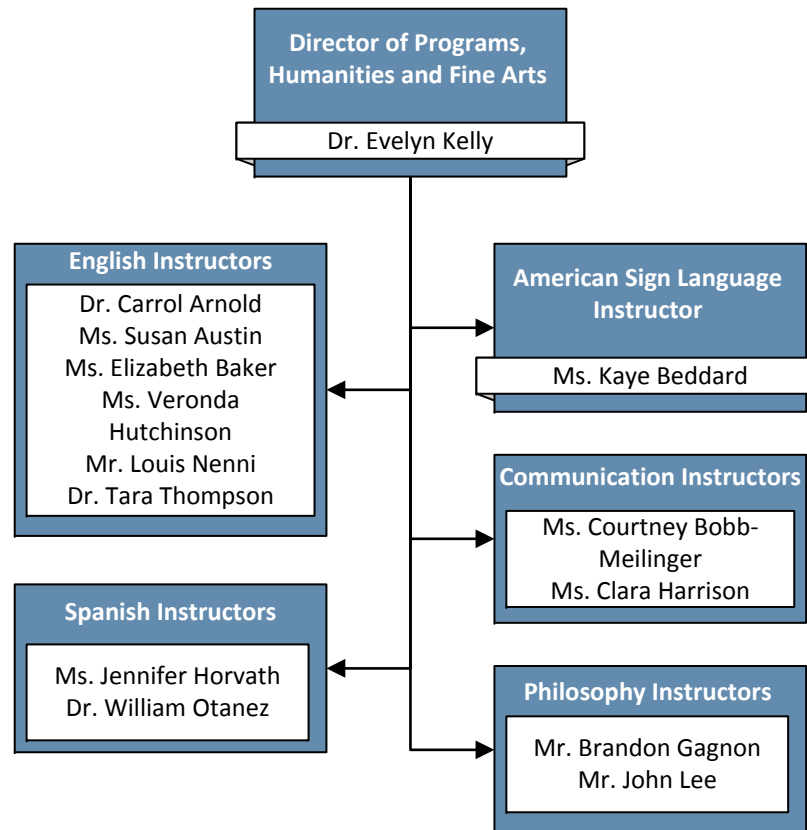 Director of Programs,
Humanities and Fine Arts
Dr. Evelyn Kelly
English Instructors
Dr. Carrol Arnold
Ms. Susan Austin
Ms. Elizabeth Baker
Ms. Veronda
Hutchinson
Mr. Louis Nenni
Dr. Tara Thompson
American Sign Language
Instructor
Ms. Kaye Beddard
Communication Instructors
Ms. Courtney Bobb-
Meilinger
Ms. Clara Harrison
Spanish Instructors
Ms. Jennifer Horvath
Dr. William Otanez
Philosophy Instructors
Mr. Brandon Gagnon
Mr. John Lee